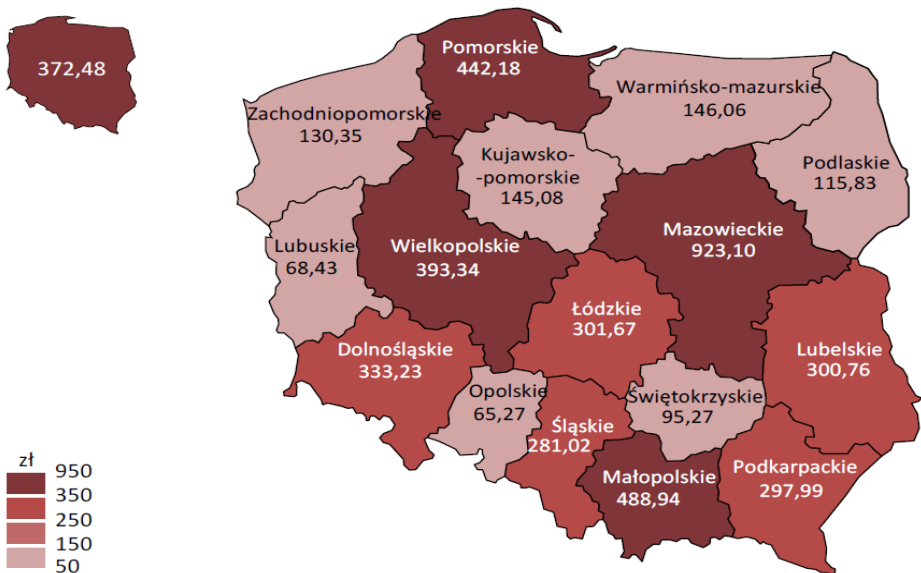 372,48
Pomorskie
442,18
Warmińsko-mazurskie
146,06
Zachodniopomorskie
130,35
Kujawsko-
-pomorskie
145,08
Podlaskie
115,83
Lubuskie
68,43
Wielkopolskie
393,34
Mazowieckie
923,10
Łódzkie
301,67
Dolnośląskie
333,23
Lubelskie
300,76
Opolskie
65,27
Świętokrzyskie
95,27
Śląskie
281,02
Małopolskie
488,94
Podkarpackie
297,99
zł
950
350
250
150
50